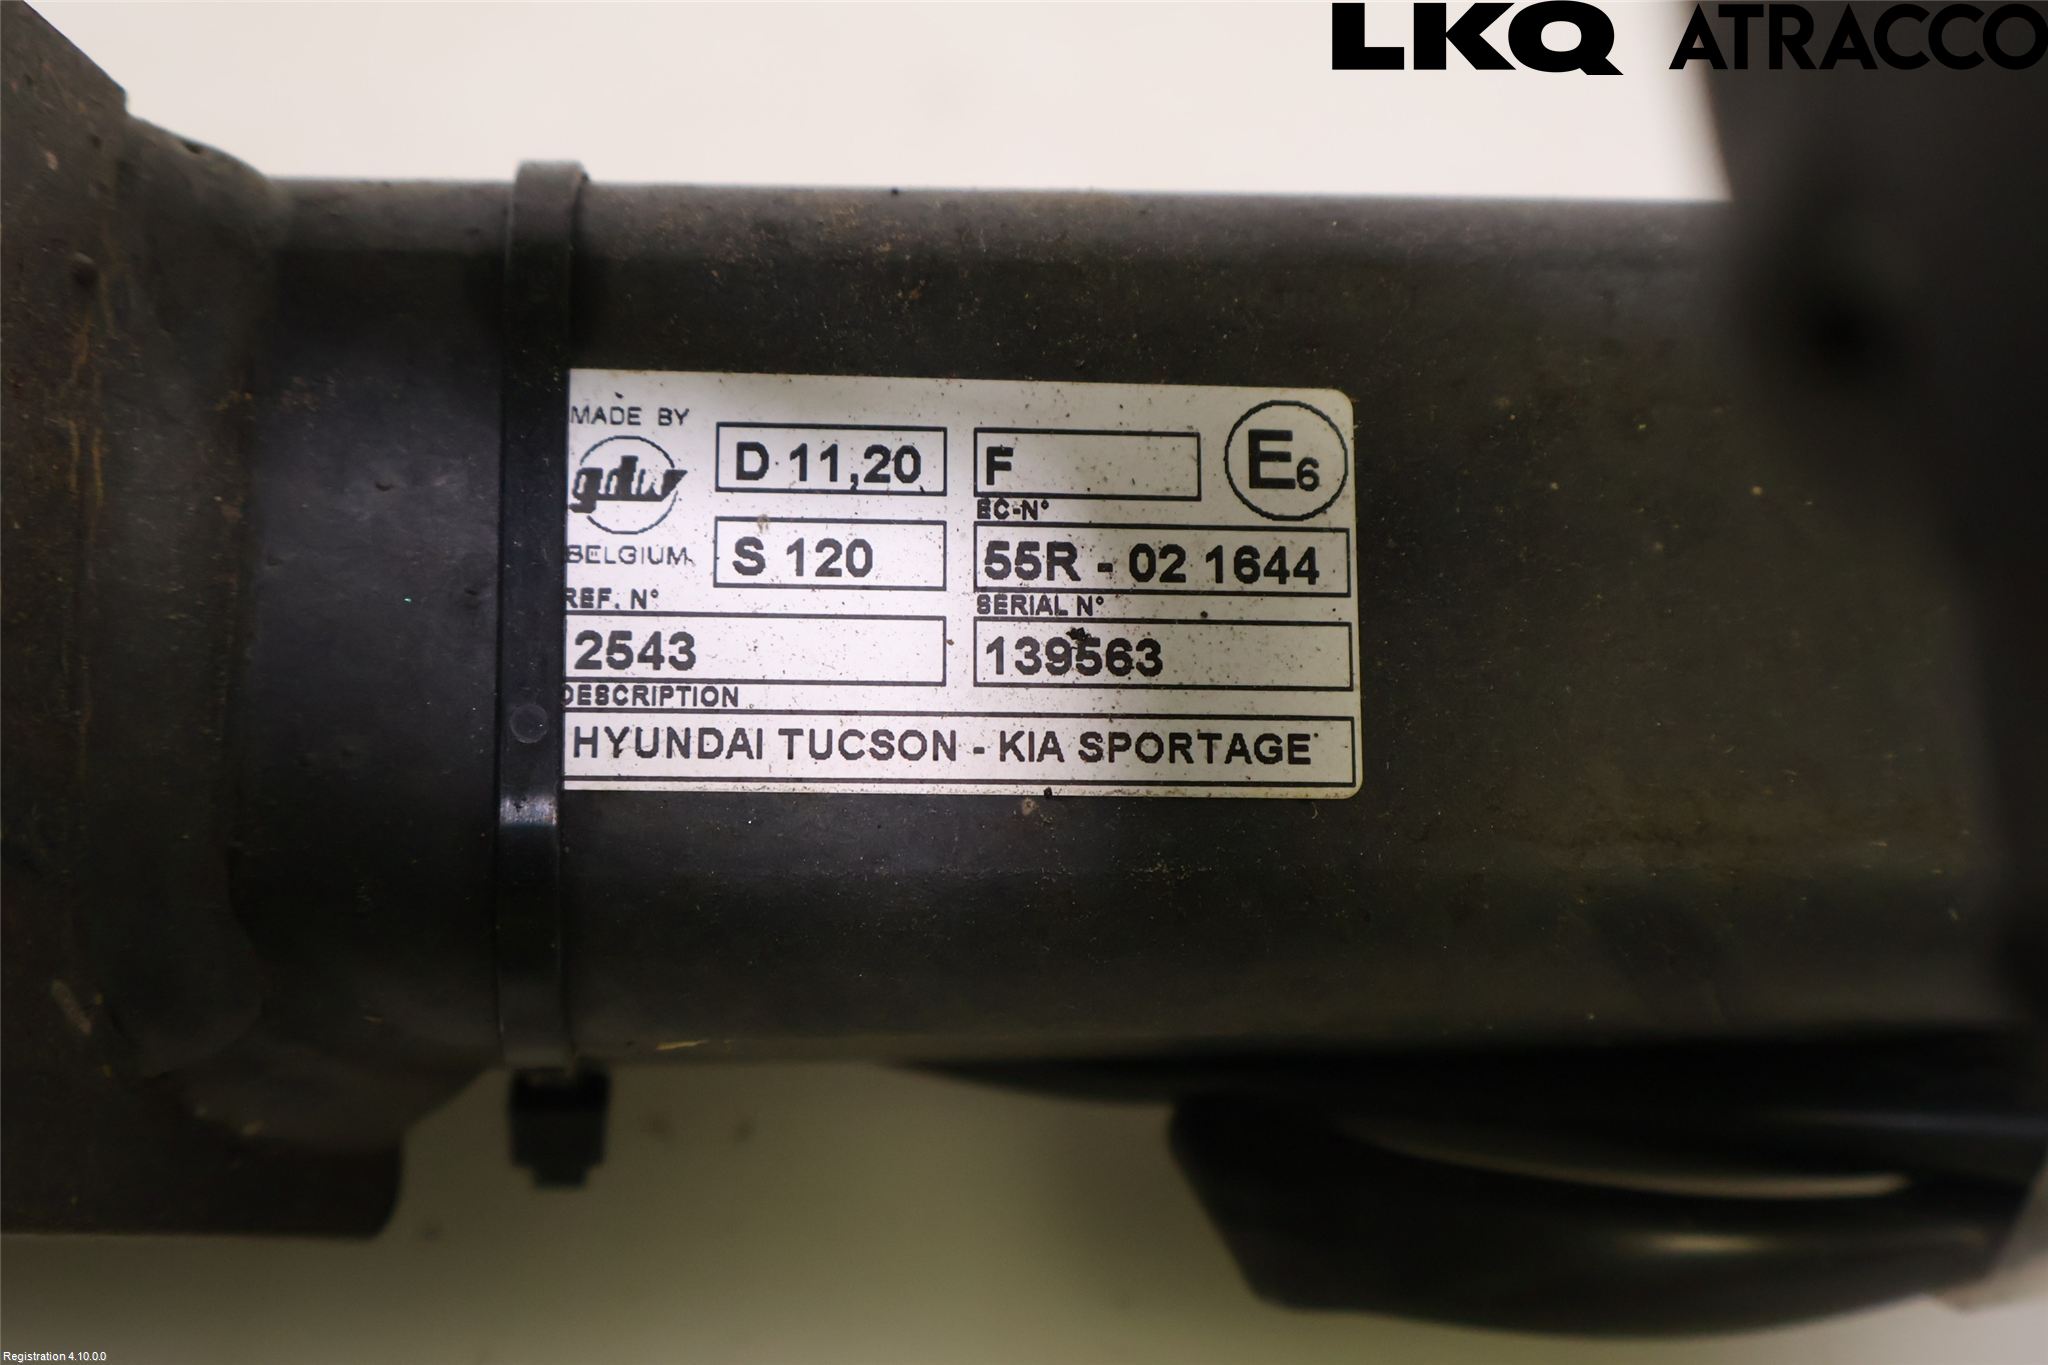 LKQ ATRACCO
MADE BY
gdw
BELGIUM
D 11,20
F
E6
S 120
EC-N°
55R - 02 1644
REF. N°
2543
SERIAL N°
139563
DESCRIPTION
HYUNDAI TUCSON - KIA SPORTAGE
Registration 4.10.0.0